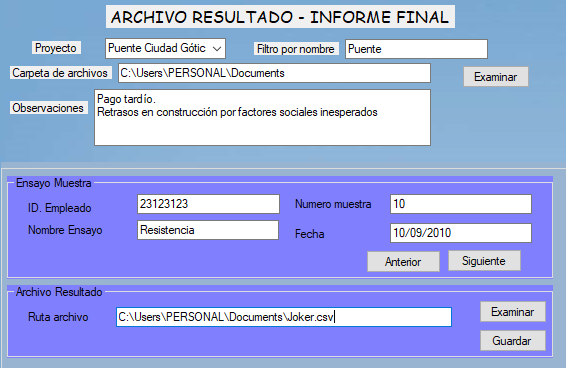 ARCHIVO RESULTADO - INFORME FINAL
Proyecto Puente Ciudad Gótic Filtro por nombre Puente
Carpeta de archivos C:\Users\PERSONAL\Documents Examinar
Observaciones
Pago tardío.
Retrasos en construcción por factores sociales inesperados
Ensayo Muestra
ID. Empleado 23123123 Numero muestra 10
Nombre Ensayo Resistencia Fecha 10/09/2010
Anterior Siguiente
Archivo Resultado
Ruta archivo C:\Users\PERSONAL\Documents\Joker.csv Examinar
Guardar